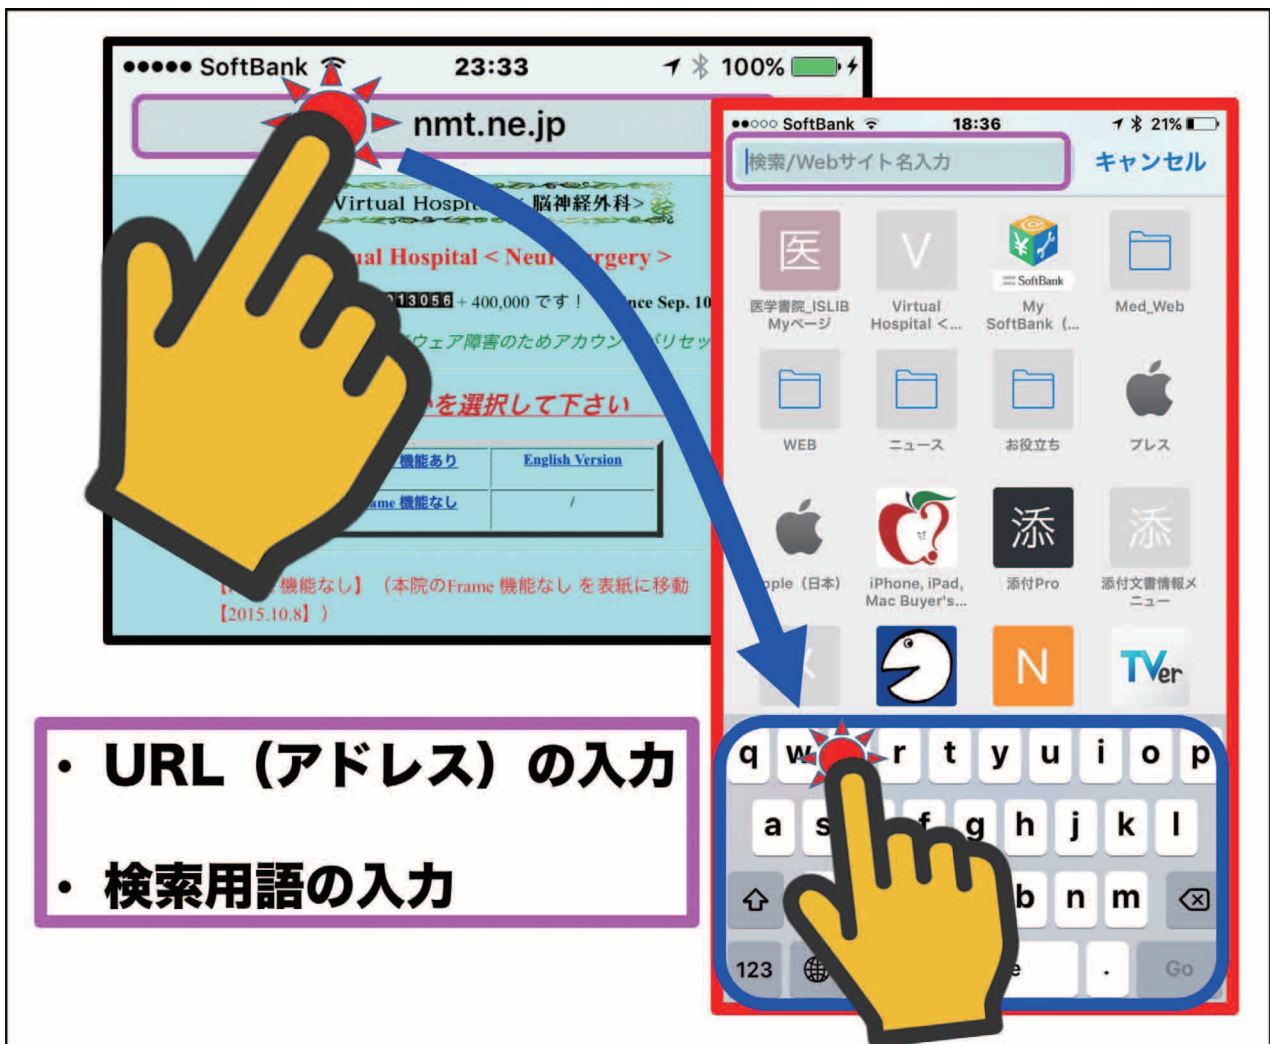 SoftBank 23:33 100%
nmt.ne.jp
Virtual Hospital < 脳神経外科>
Hospital < Neurosurgery >
013056 + 400,000 です! Since Sep. 10
ウェア障害のためアカウン
を選択して下さい
機能あり English Version
Frame 機能なし /
機能なし】 (本院のFrame 機能なし を表紙に移動
【2015.10.8】)
SoftBank 18:36 21%
検索/Webサイト名入力 キャンセル
医 V
SoftBank
医学書院_ISLIB Virtual My Med_Web
Myページ Hospital <... SoftBank (...
WEB ニュース お役立ち プレス
添 添
Apple (日本) iPhone, iPad, 添付Pro 添付文書情報メ
Mac Buyer's... ニュー
N TVer
q w r t y u i o p
a s f g h j k l
b n m
123 . Go
・ URL(アドレス)の入力
・ 検索用語の入力